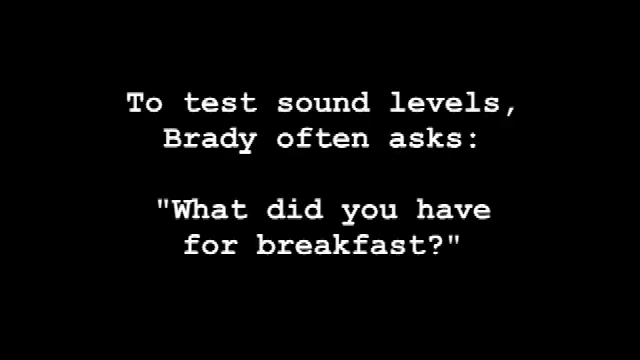 To test sound levels,
Brady often asks:
"What did you have
for breakfast?"